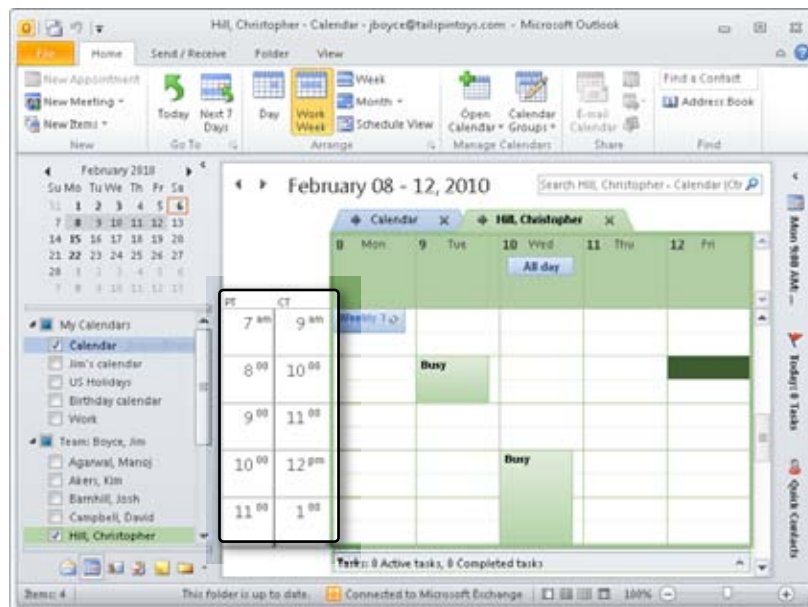 Hill, Christopher - Calendar - jboyce@tailspintoys.com - Microsoft Outlook
File Home Send / Receive Folder View
New Appointment
New Meeting
New Items
New
Today
Next 7 Days
Go To
Day
Work Week
Week
Month
Schedule View
Arrange
Open Calendar
Calendar Groups
Manage Calendars
E-mail Calendar
Share
Find a Contact
Address Book
Find
February 2010
Su Mo Tu We Th Fr Sa
31 1 2 3 4 5 6
7 8 9 10 11 12 13
14 15 16 17 18 19 20
21 22 23 24 25 26 27
28 1 2 3 4 5 6
7 8 9 10 11 12 13
My Calendars
Calendar
Jim's calendar
US Holidays
Birthday calendar
Work
Team: Boyce, Jim
Agarwal, Manoj
Akers, Kim
Barnhill, Josh
Campbell, David
Hill, Christopher
February 08 - 12, 2010
Search Hill, Christopher - Calendar (Ctr
Calendar x Hill, Christopher x
8 Mon 9 Tue 10 Wed 11 Thu 12 Fri
All day
PT CT
7 am 9 am
Weekly T
8 00 10 00
Busy
9 00 11 00
10 00 12 pm
Busy
11 00 1 00
Tasks: 0 Active tasks, 0 Completed tasks
Mon 9:00 AM: ...
Today: 0 Tasks
Quick Contacts
Items: 4
This folder is up to date.
Connected to Microsoft Exchange
100%